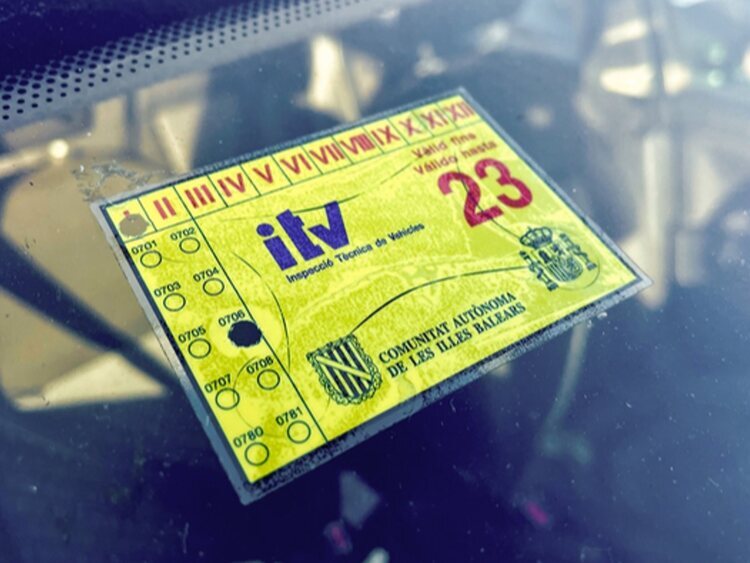 I II III IV V VI VII VIII IX X XI XII
Vàlid fins
Válido hasta
23
itv
Inspecció Tècnica de Vehicles
0701 0702
0703 0704
0705 0706
0707 0708
0780 0781
COMUNITAT AUTÒNOMA
DE LES ILLES BALEARS